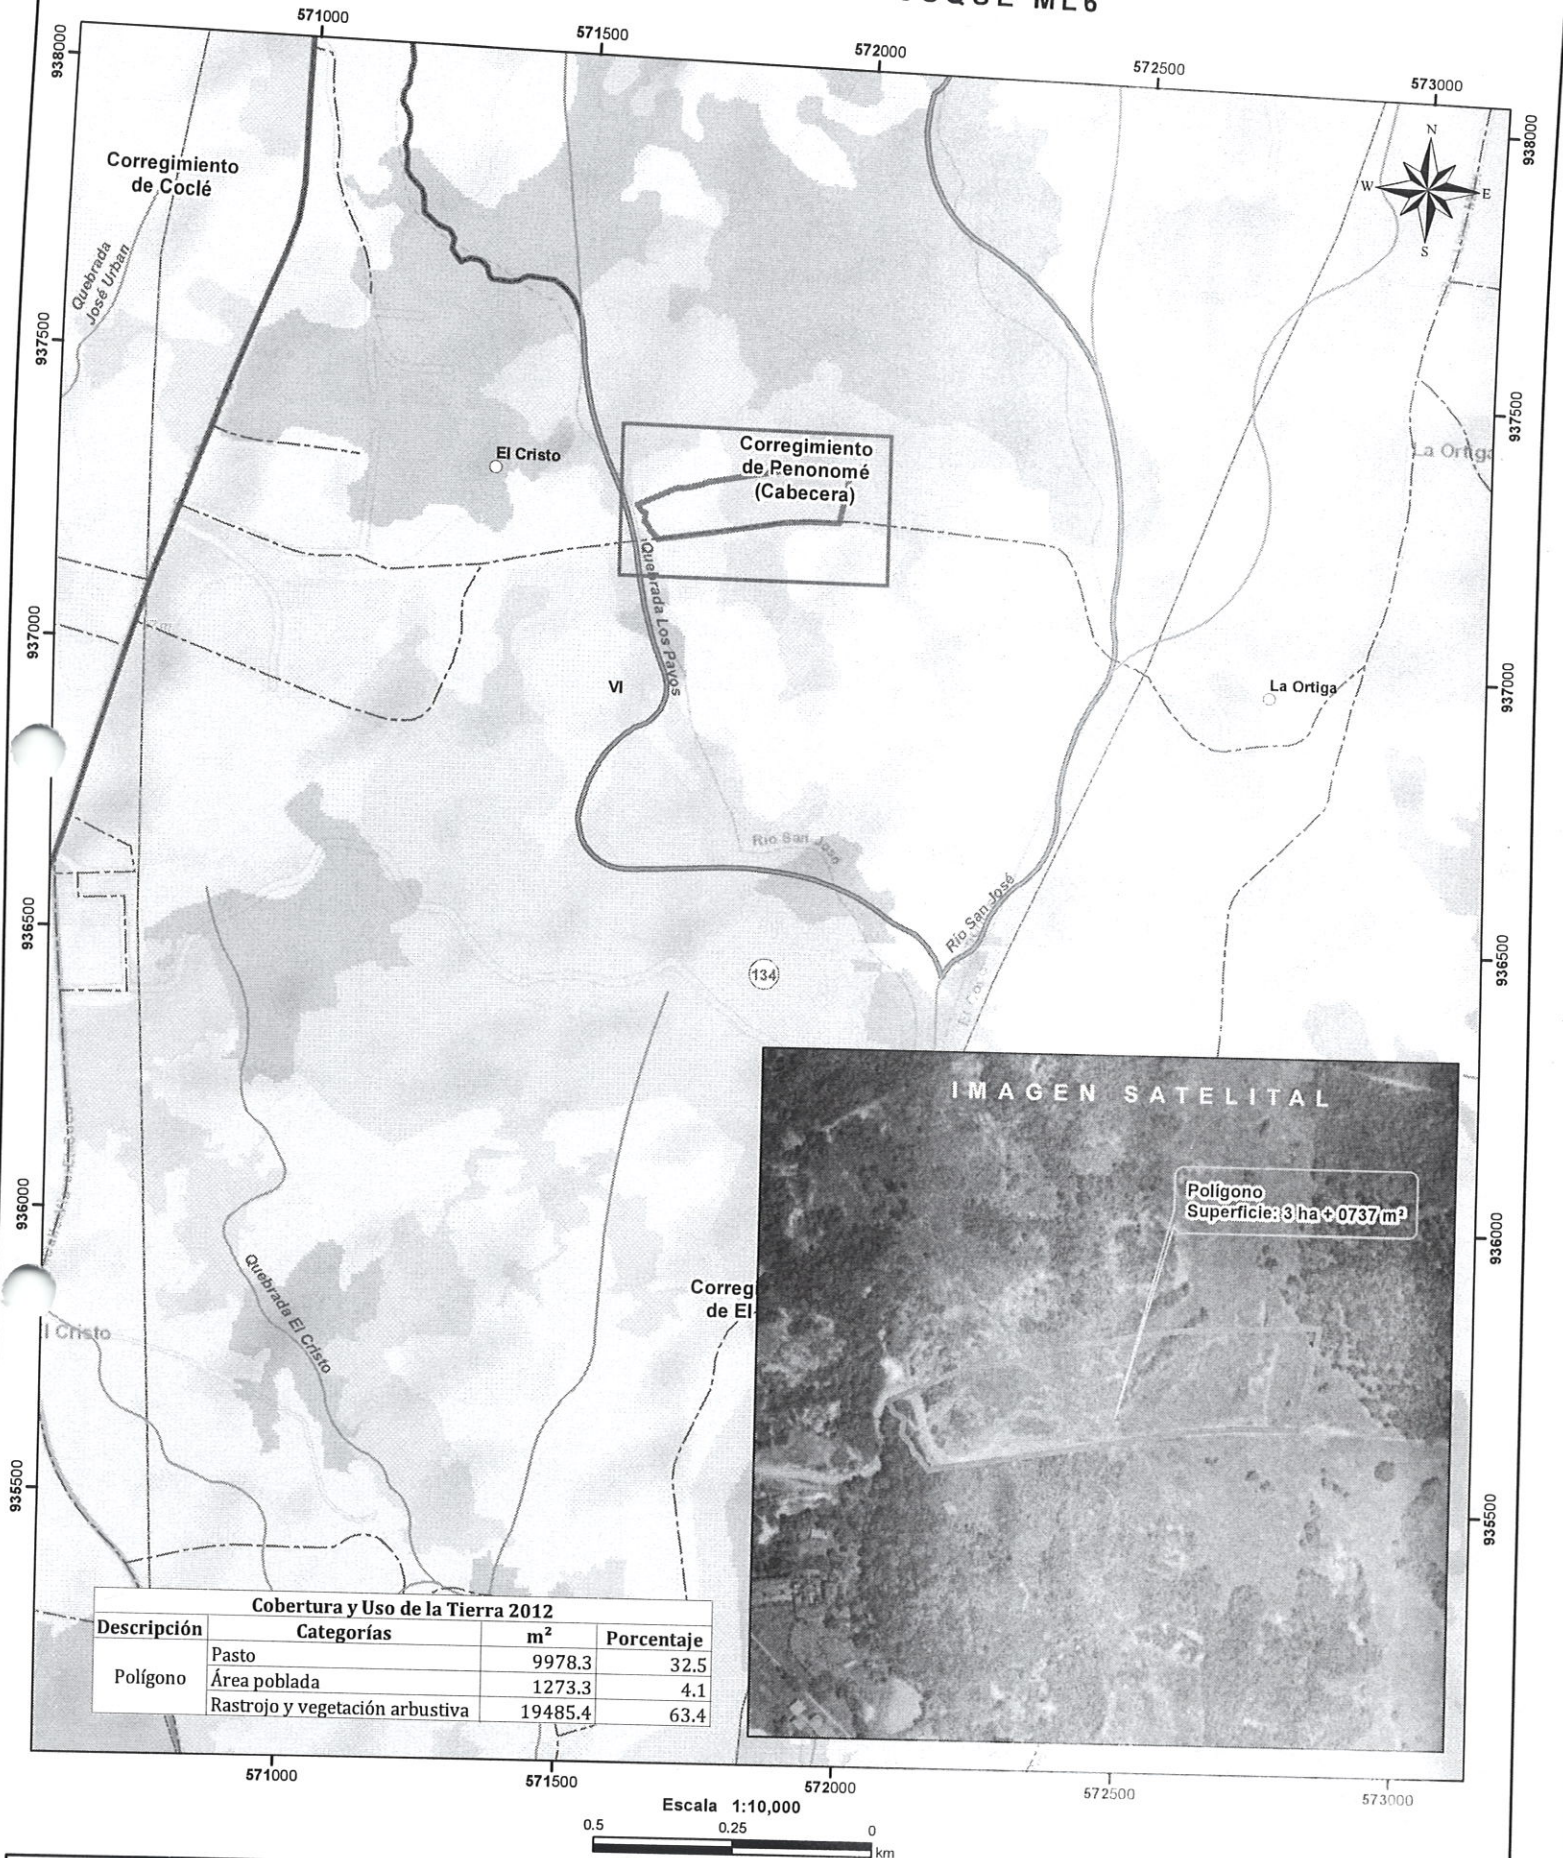 571000
571500
572000
572500
573000
938000
938000
N
W
E
S
Corregimiento
de Coclé
Quebrada
José Urban
937500
937500
El Cristo
Corregimiento
de Penonomé
(Cabecera)
La Ortiga
Quebrada Los Pavos
937000
937000
VI
La Ortiga
Río San José
Río San José
936500
936500
134
IMAGEN SATELITAL
Polígono
Superficie: 3 ha + 0737 m²
936000
936000
Quebrada El Cristo
Correg
de El
El Cristo
935500
935500
Cobertura y Uso de la Tierra 2012
Descripción Categorías m² Porcentaje
Polígono
Pasto 9978.3 32.5
Área poblada 1273.3 4.1
Rastrojo y vegetación arbustiva 19485.4 63.4
571000
571500
572000
572500
573000
Escala 1:10,000
0.5 0.25 0
km